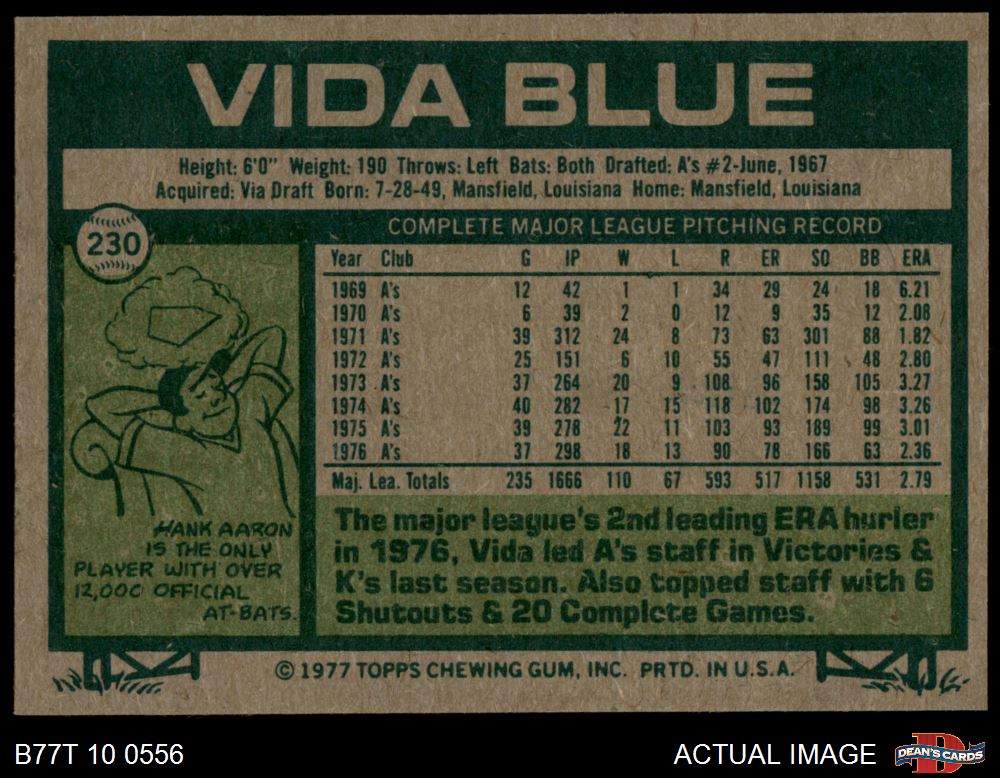 VIDA BLUE
Height: 6'0" Weight: 190 Throws: Left Bats: Both Drafted: A's #2-June, 1967
Acquired: Via Draft Born: 7-28-49, Mansfield, Louisiana Home: Mansfield, Louisiana
230
COMPLETE MAJOR LEAGUE PITCHING RECORD
Year Club G IP W L R ER SO BB ERA
1969 A's 12 42 1 1 34 29 24 18 6.21
1970 A's 6 39 2 0 12 9 35 12 2.08
1971 A's 39 312 24 8 73 63 301 88 1.82
1972 A's 25 151 6 10 55 47 111 48 2.80
1973 A's 37 264 20 9 108 96 158 105 3.27
1974 A's 40 282 17 15 118 102 174 98 3.26
1975 A's 39 278 22 11 103 93 189 99 3.01
1976 A's 37 298 18 13 90 78 166 63 2.36
Maj. Lea. Totals 235 1666 110 67 593 517 1158 531 2.79
HANK AARON
IS THE ONLY
PLAYER WITH OVER
12,000 OFFICIAL
AT-BATS.
The major league's 2nd leading ERA hurler
in 1976, Vida led A's staff in Victories &
K's last season. Also topped staff with 6
Shutouts & 20 Complete Games.
© 1977 TOPPS CHEWING GUM, INC. PRTD. IN U.S.A.
B77T 10 0556
ACTUAL IMAGE
DEAN'S CARDS